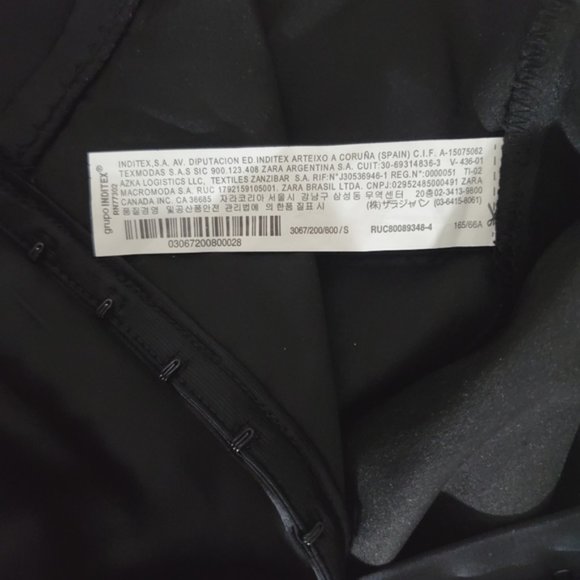 grupo INDITEX®
RN77302
INDITEX,S.A. AV. DIPUTACION ED.INDITEX ARTEIXO A CORUÑA (SPAIN) C.I.F. A-15075062
TEXMODAS S.A.S SIC 900.123.408 ZARA ARGENTINA S.A. CUIT:30-69314836-3 V-436-01
AZKA LOGISTICS LLC, TEXTILES ZANZIBAR S.A. RIF:N°J30536946-1 REG.N°:0000051 TI-02
MACROMODA S.A. RUC 1792159105001. ZARA BRASIL LTDA. CNPJ:02952485000491 ZARA
CANADA INC. CA 36685 자라코리아 서울시 강남구 삼성동 무역센터 20층02-3413-9800
품질경영 및공산품안전 관리법에 의한품 질표시 (株) ザラジャパン (03-6415-8061)
03067200800028
3067/200/800/S
RUC80089348-4
165/66A